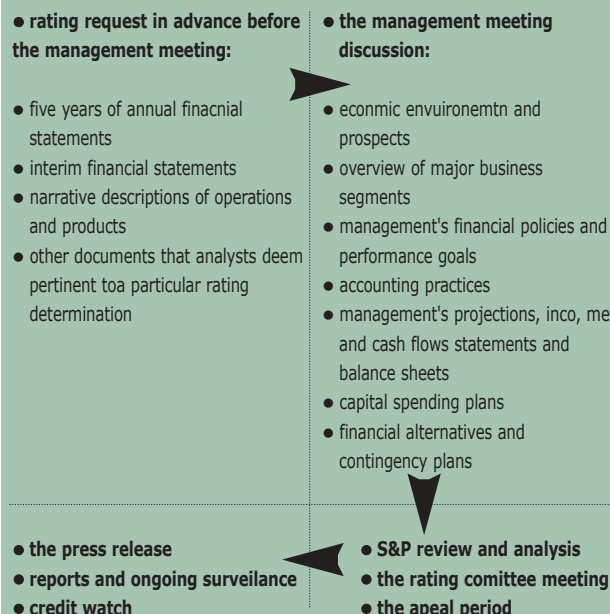 ● rating request in advance before
the management meeting:
● five years of annual finacnial
statements
● interim financial statements
● narrative descriptions of operations
and products
● other documents that analysts deem
pertinent toa particular rating
determination
● the management meeting
discussion:
● econmic envuironemtn and
prospects
● overview of major business
segments
● management's financial policies and
performance goals
● accounting practices
● management's projections, inco, me
and cash flows statements and
balance sheets
● capital spending plans
● financial alternatives and
contingency plans
● S&P review and analysis
● the rating comittee meeting
● the apeal period
● the press release
● reports and ongoing surveilance
● credit watch